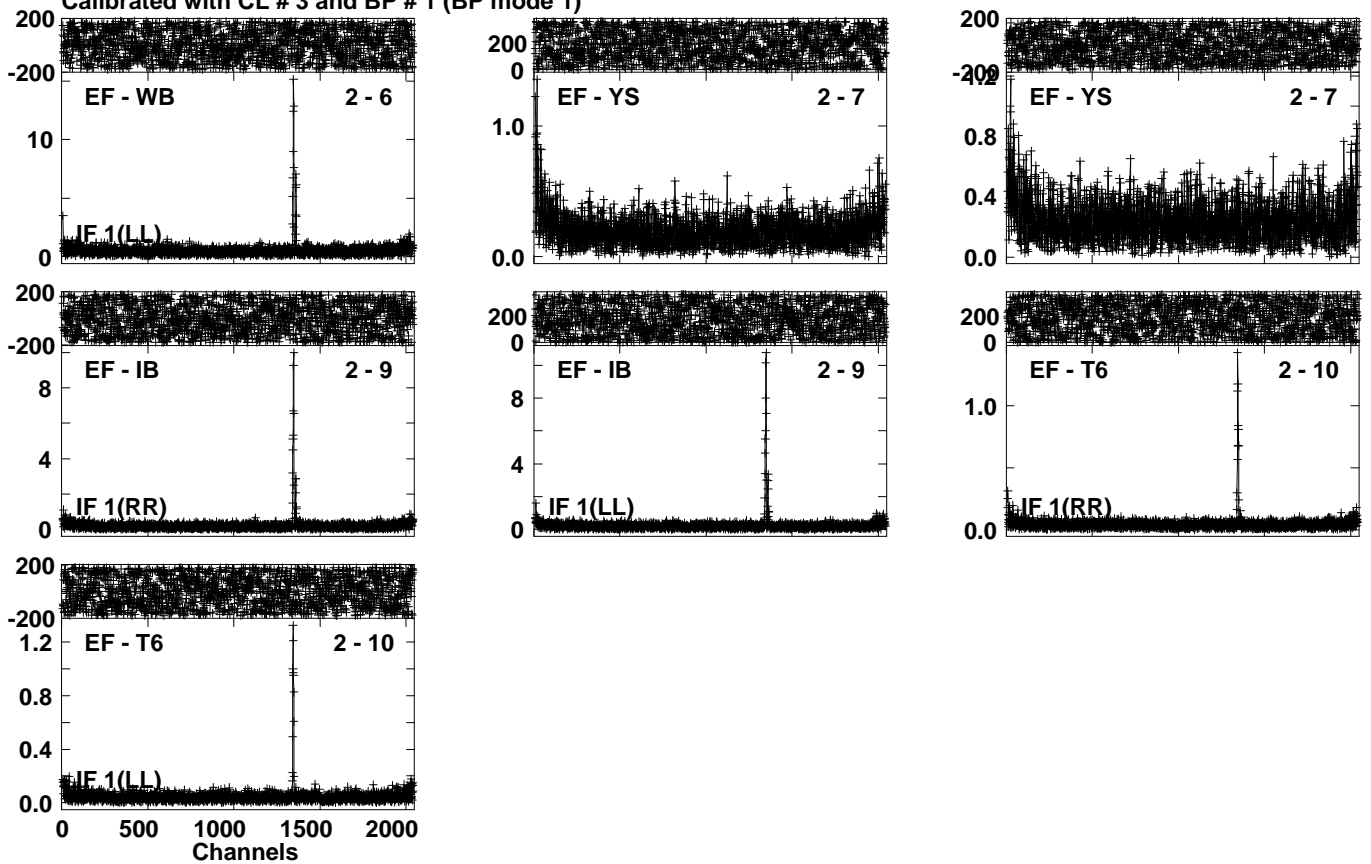 Calibrated with CL # 3 and BP # 1 (BP mode 1)
200
-200
EF - WB 2 - 6
10
0
IF 1(LL)
200
0
EF - YS 2 - 7
1.0
0.0
200
-200
1.2
EF - YS 2 - 7
0.8
0.4
0.0
200
-200
EF - IB 2 - 9
8
4
0
IF 1(RR)
200
0
EF - IB 2 - 9
8
4
0
IF 1(LL)
200
0
EF - T6 2 - 10
1.0
0.0
IF 1(RR)
200
-200
EF - T6 2 - 10
1.2
0.8
0.4
0.0
IF 1(LL)
0 500 1000 1500 2000
Channels